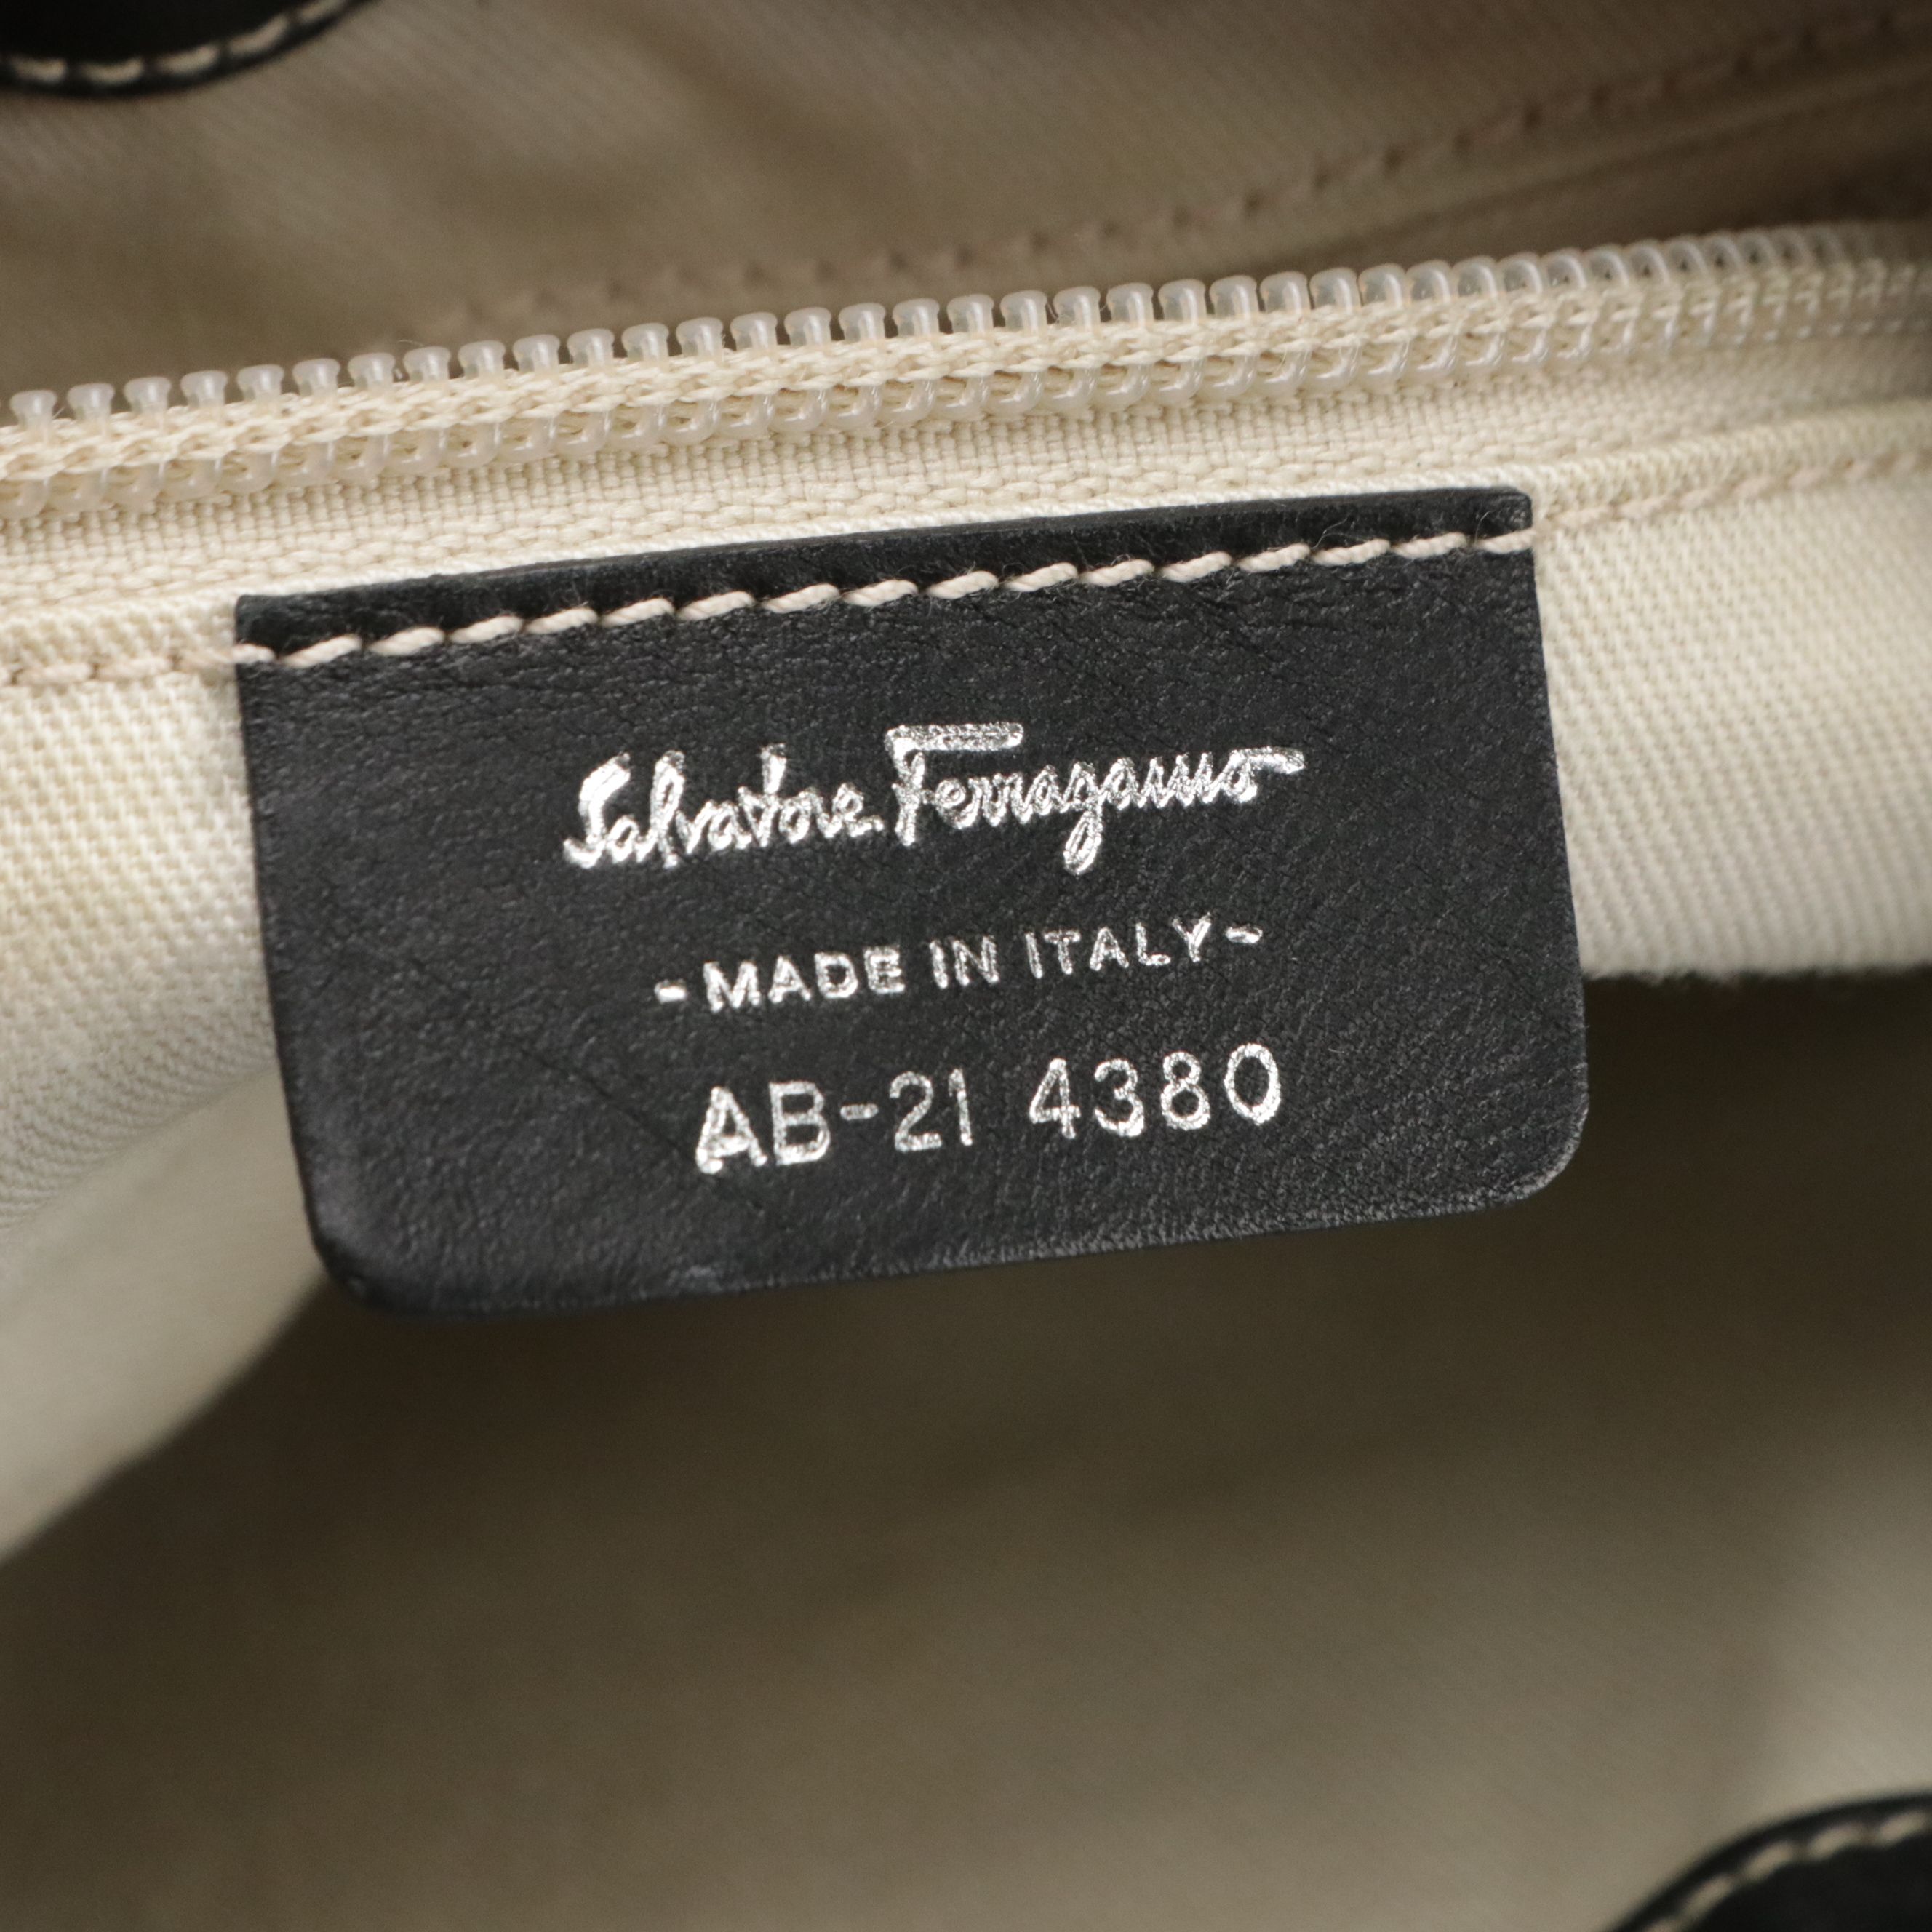 Salvatore Ferragamo
-MADE IN ITALY-
AB-21 4380